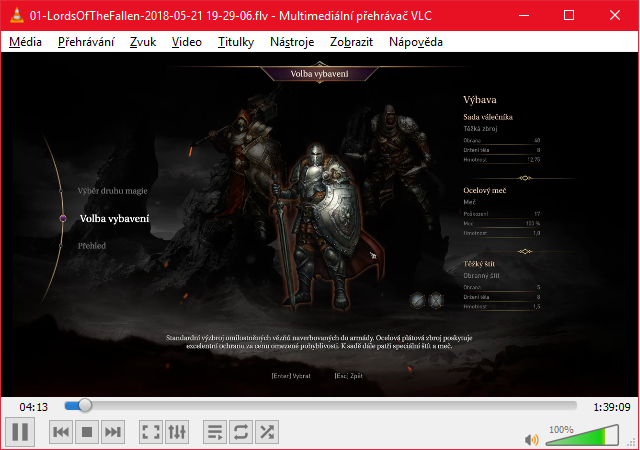 01-LordsOfTheFallen-2018-05-21 19-29-06.flv - Multimediální přehrávač VLC
Média Přehrávání Zvuk Video Titulky Nástroje Zobrazit Nápověda
Volba vybavení
Výběr druhu magie
Volba vybavení
Přehled
Výbava
Sada válečníka
Těžká zbroj
Obrana 40
Držení těla 8
Hmotnost 12,75
Ocelový meč
Meč
Poškození 17
Moc 100 %
Hmotnost 1,0
Těžký štít
Obranný štít
Obrana 5
Držení těla 8
Hmotnost 1,5
Standardní výzbroj omilostněných vězňů naverbovaných do armády. Ocelová plátová zbroj poskytuje
excelentní ochranu za cenu omezené pohyblivosti. K sadě dále patří speciální štít a meč.
[Enter] Vybrat [Esc] Zpět
04:13 1:39:09
100%